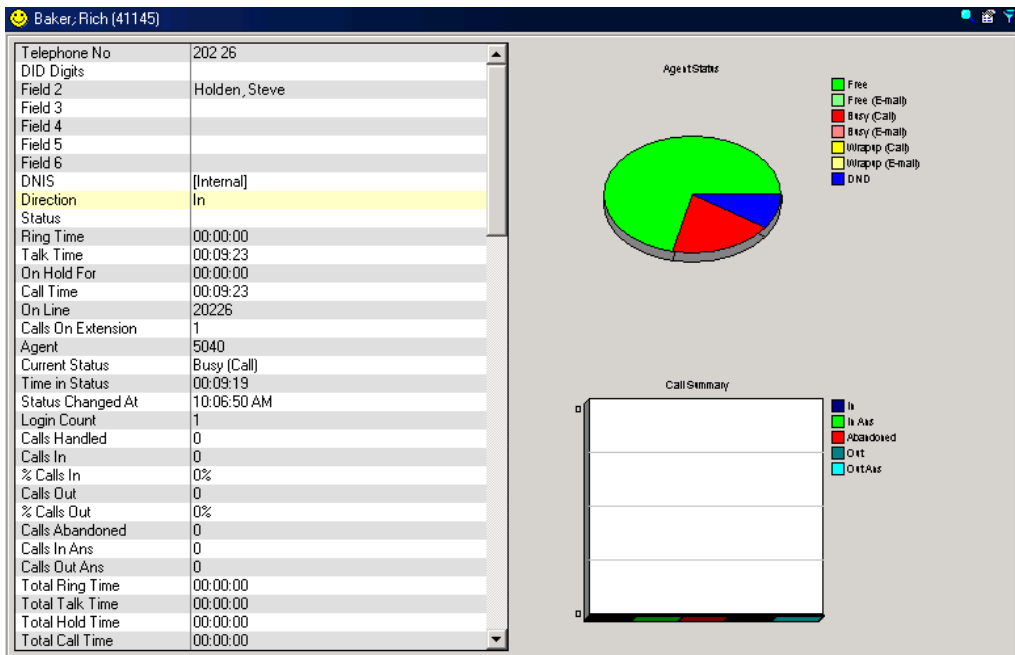 Baker, Rich (41145)
Telephone No 202 26
DID Digits
Field 2 Holden, Steve
Field 3
Field 4
Field 5
Field 6
DNIS [Internal]
Direction In
Status
Ring Time 00:00:00
Talk Time 00:09:23
On Hold For 00:00:00
Call Time 00:09:23
On Line 20226
Calls On Extension 1
Agent 5040
Current Status Busy (Call)
Time in Status 00:09:19
Status Changed At 10:06:50 AM
Login Count 1
Calls Handled 0
Calls In 0
% Calls In 0%
Calls Out 0
% Calls Out 0%
Calls Abandoned 0
Calls In Ans 0
Calls Out Ans 0
Total Ring Time 00:00:00
Total Talk Time 00:00:00
Total Hold Time 00:00:00
Total Call Time 00:00:00
Agent Status
Free
Free (E-mail)
Busy (Call)
Busy (E-mail)
Wrapup (Call)
Wrapup (E-mail)
DND
Call Summary
0
0
In
In Ans
Abandoned
Out
Out Ans